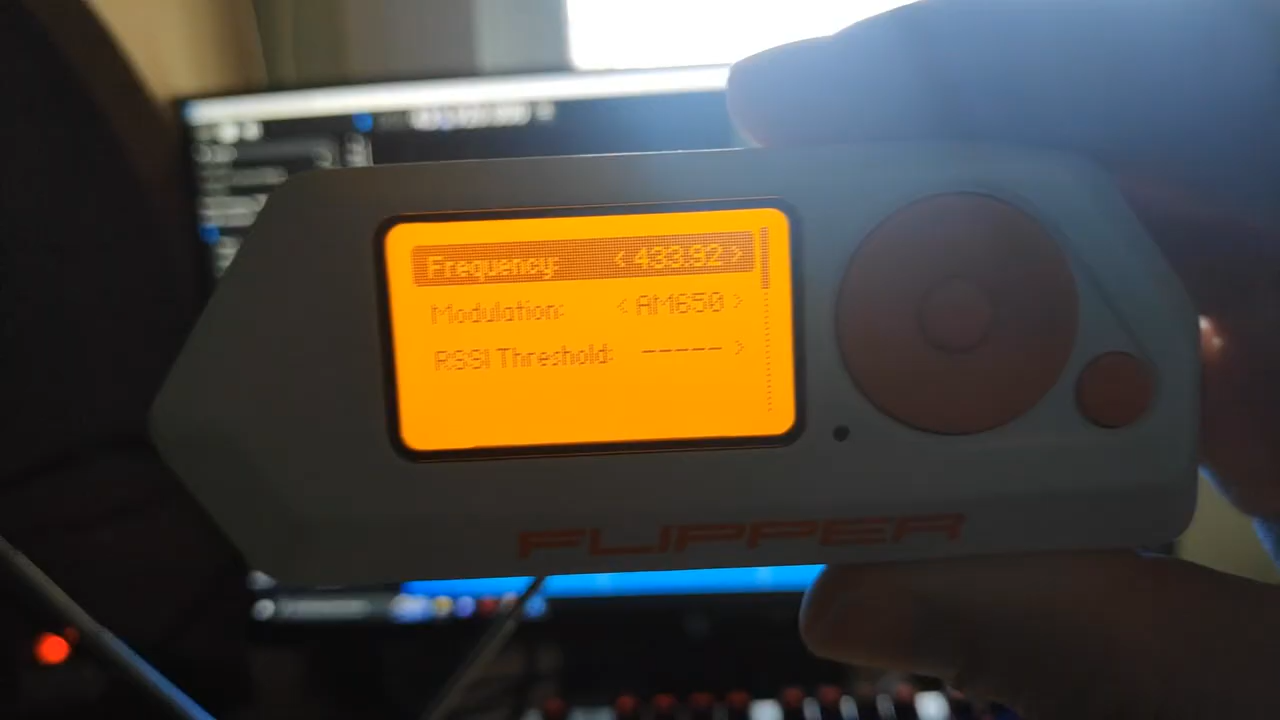 Frequency: < 433.92 >
Modulation: < AM650 >
RSSI Threshold: ----- >
FLIPPER